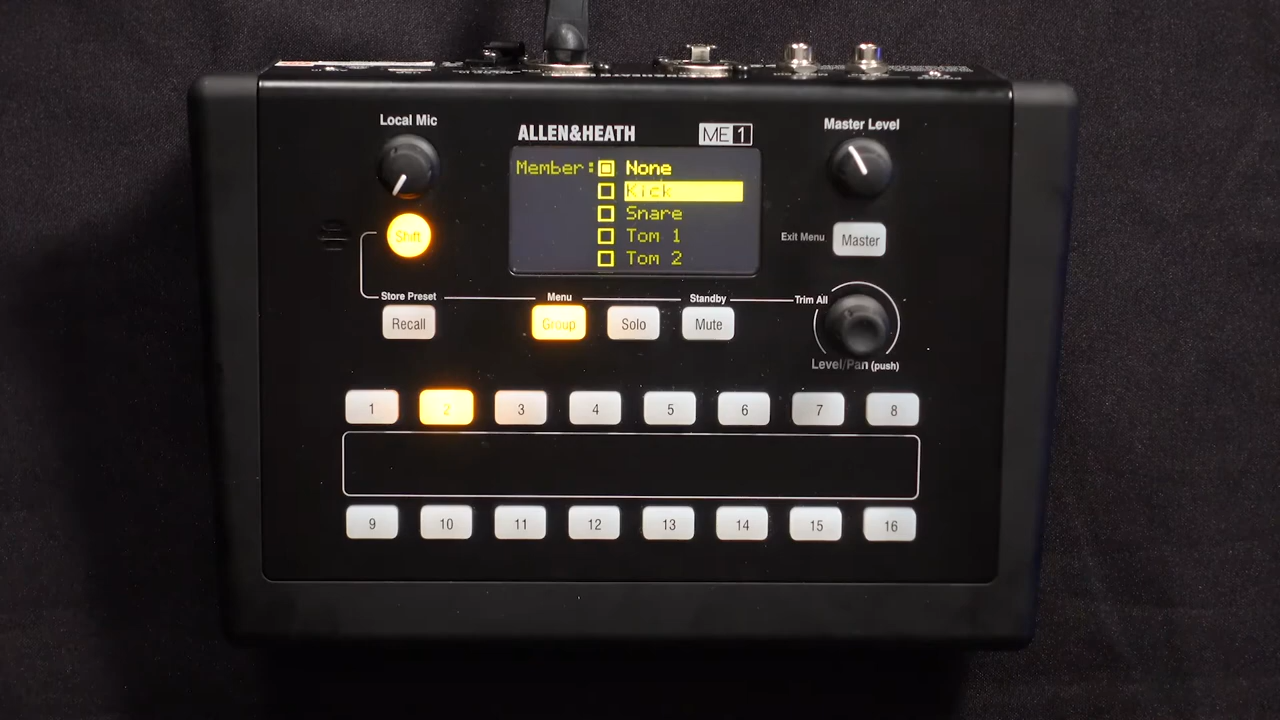 Local Mic
ALLEN&HEATH
ME 1
Master Level
Member: None
Kick
Snare
Tom 1
Tom 2
Shift
Exit Menu
Master
Store Preset
Menu
Standby
Trim All
Recall
Group
Solo
Mute
Level/Pan (push)
1 2 3 4 5 6 7 8
9 10 11 12 13 14 15 16